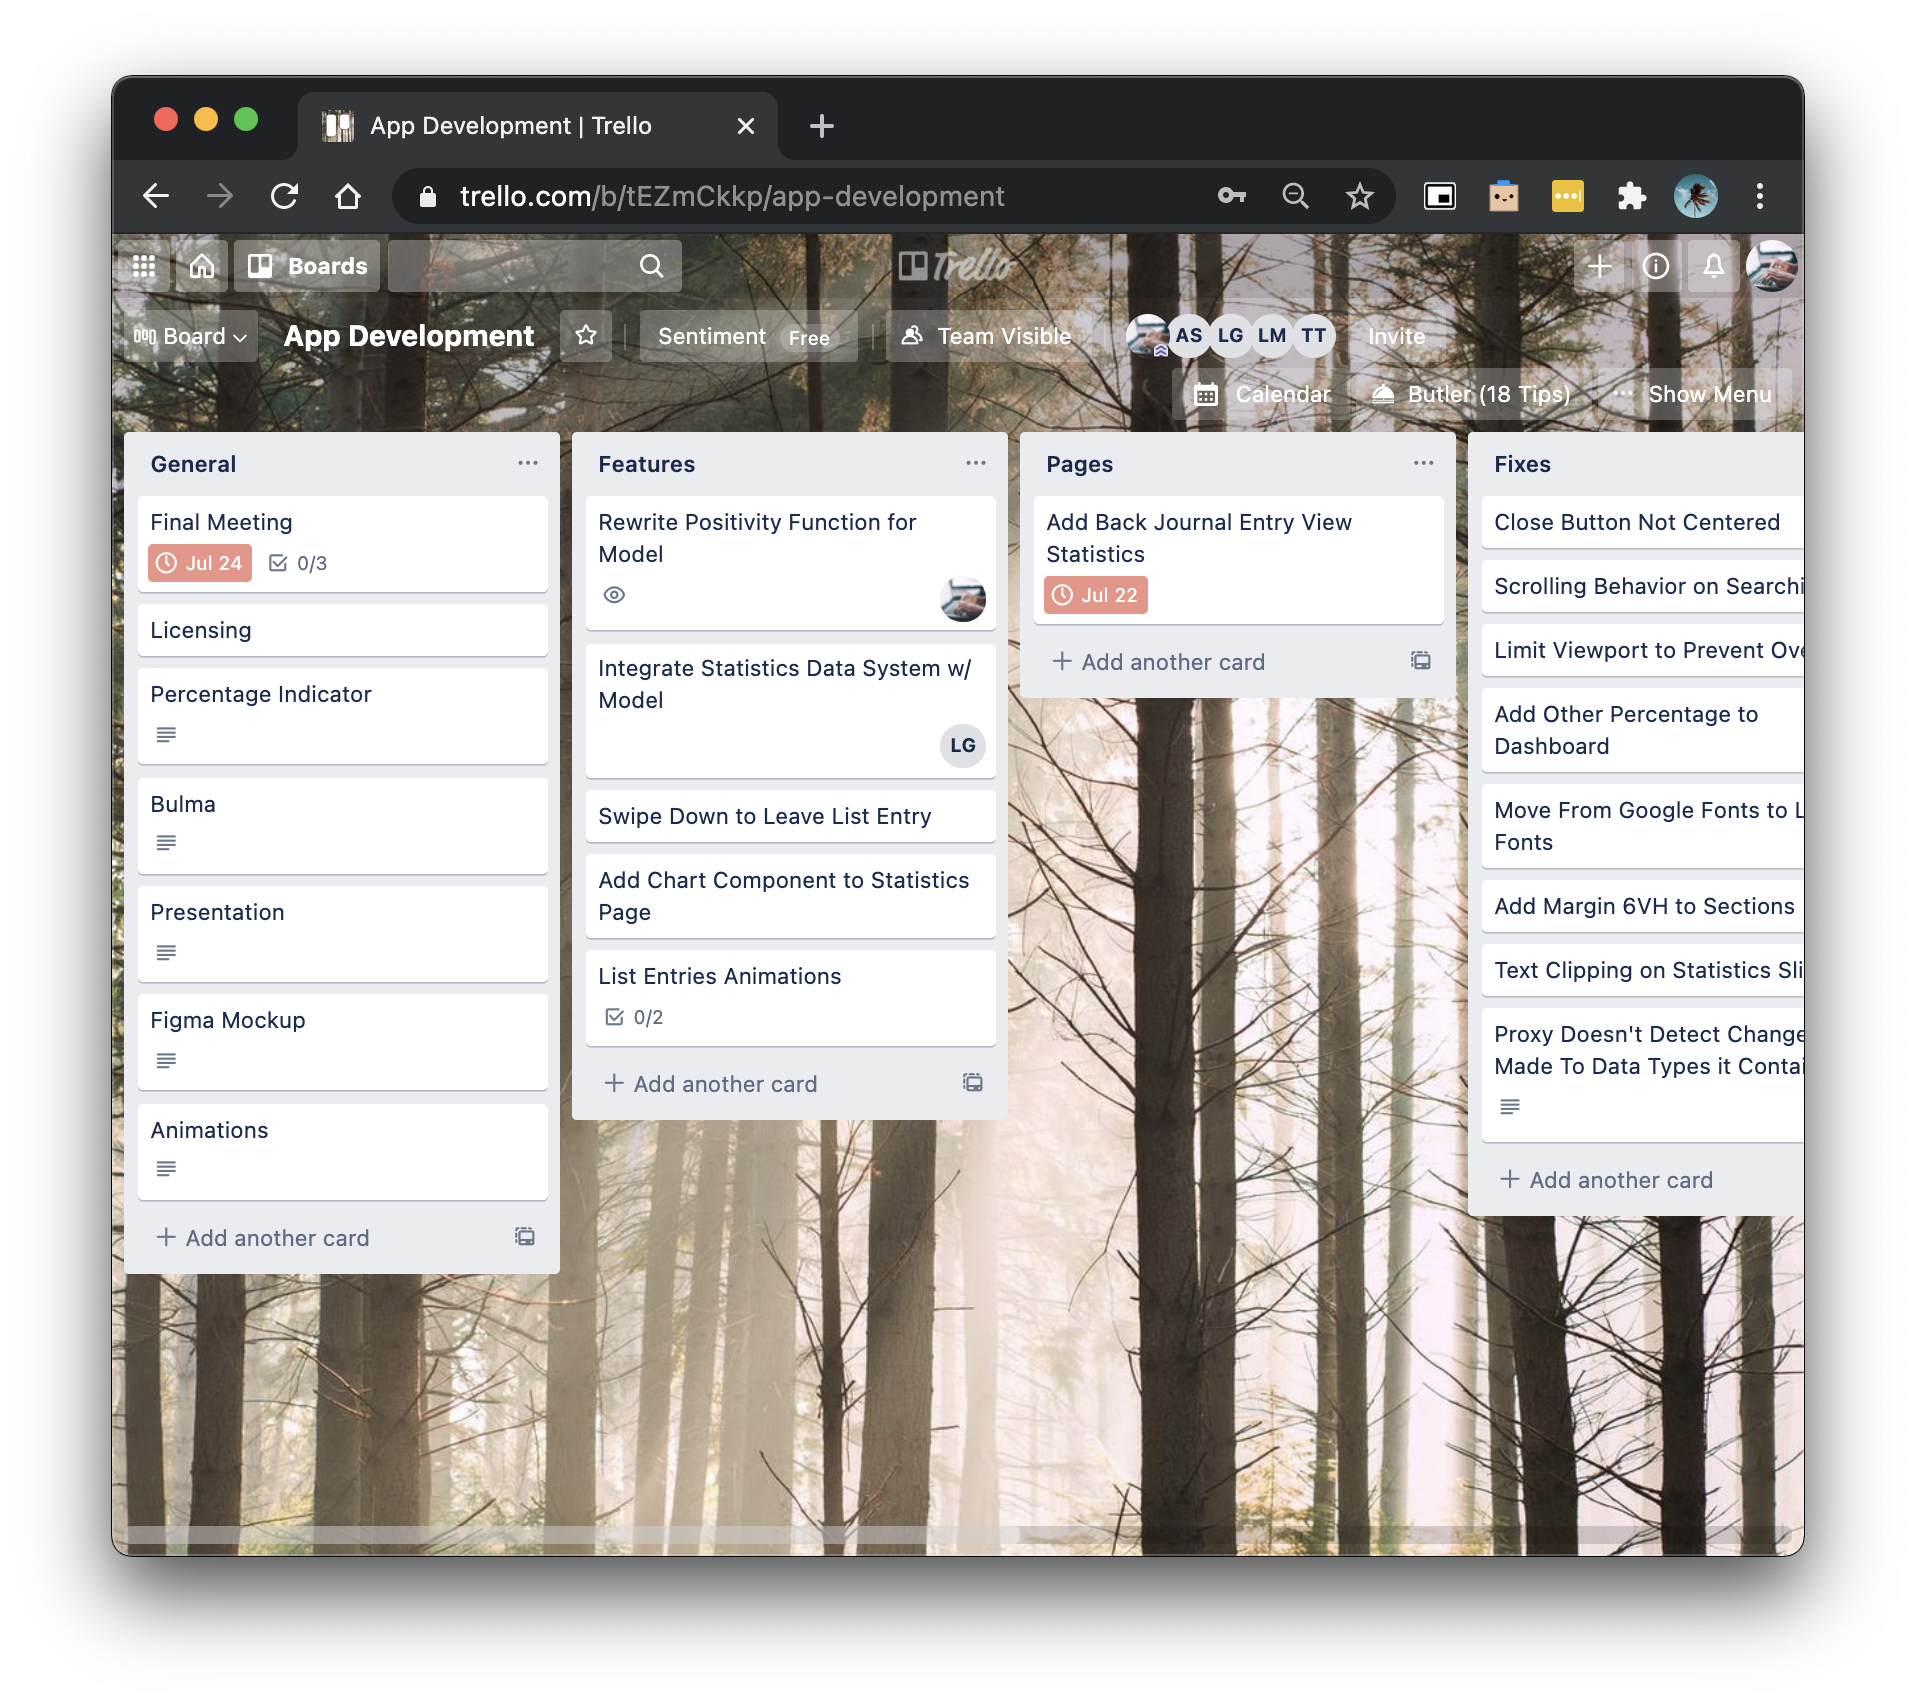 App Development | Trello
trello.com/b/tEZmCkkp/app-development
Boards
Trello
Board
App Development
Sentiment Free
Team Visible
AS LG LM TT
Invite
Calendar
Butler (18 Tips)
... Show Menu
General
Final Meeting
Jul 24
0/3
Licensing
Percentage Indicator
Bulma
Presentation
Figma Mockup
Animations
+ Add another card
Features
Rewrite Positivity Function for
Model
Integrate Statistics Data System w/
Model
LG
Swipe Down to Leave List Entry
Add Chart Component to Statistics
Page
List Entries Animations
0/2
+ Add another card
Pages
Add Back Journal Entry View
Statistics
Jul 22
+ Add another card
Fixes
Close Button Not Centered
Scrolling Behavior on Searchi
Limit Viewport to Prevent Ove
Add Other Percentage to
Dashboard
Move From Google Fonts to L
Fonts
Add Margin 6VH to Sections
Text Clipping on Statistics Sli
Proxy Doesn't Detect Change
Made To Data Types it Contai
+ Add another card